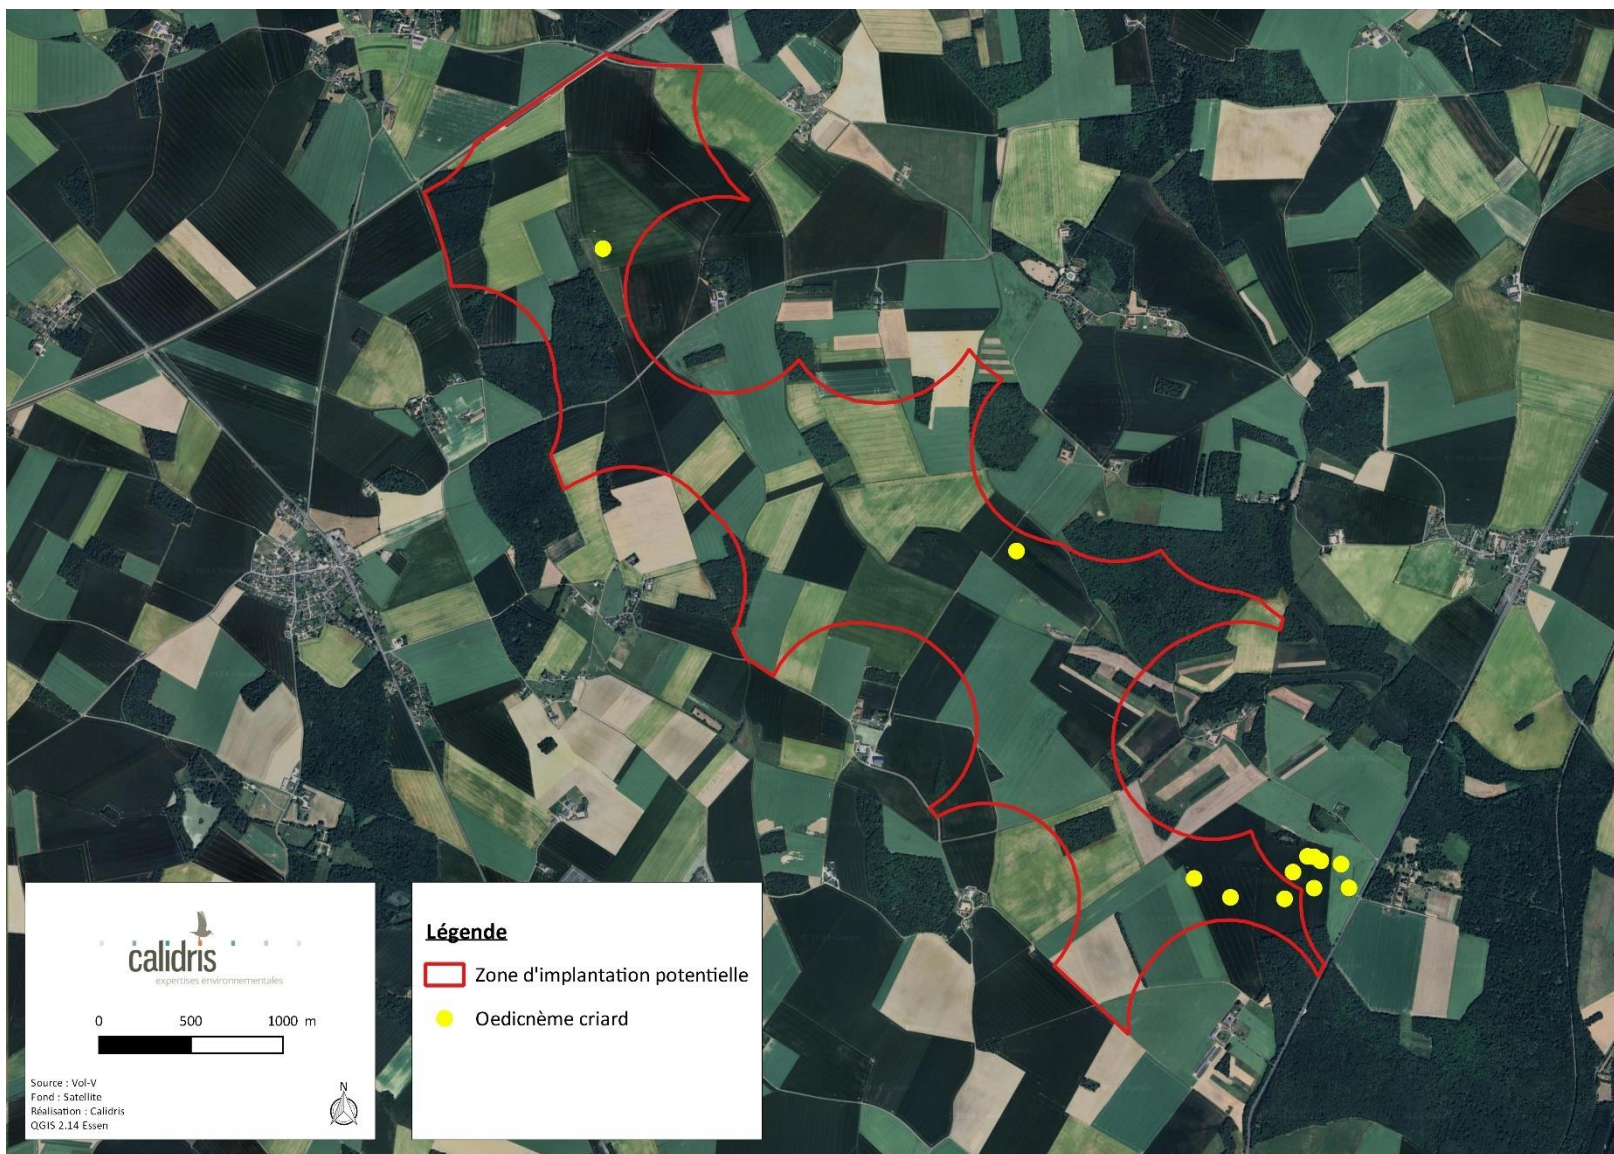 calidris
expertises environnementales
0 500 1000 m
Source : Vol-V
Fond : Satellite
Réalisation : Calidris
QGIS 2.14 Essen
N
Légende
Zone d'implantation potentielle
Oedicnème criard